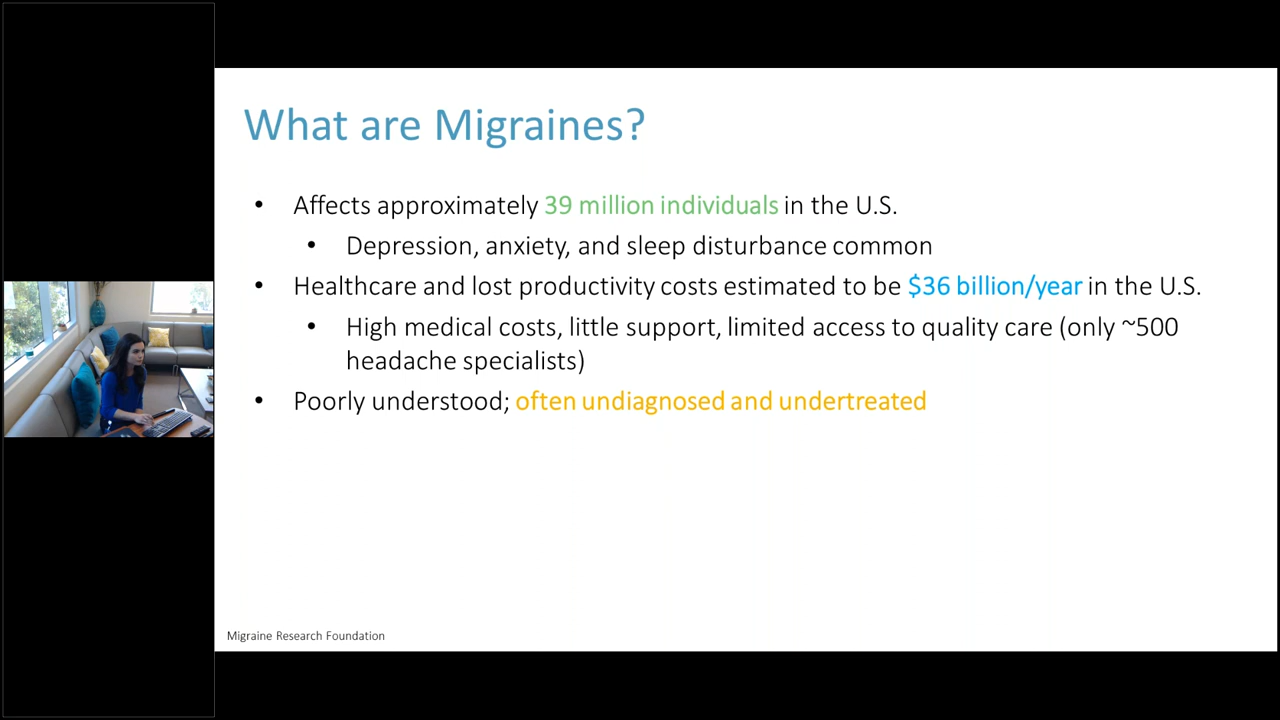 What are Migraines?
• Affects approximately 39 million individuals in the U.S.
• Depression, anxiety, and sleep disturbance common
• Healthcare and lost productivity costs estimated to be $36 billion/year in the U.S.
• High medical costs, little support, limited access to quality care (only ~500
headache specialists)
• Poorly understood; often undiagnosed and undertreated
Migraine Research Foundation